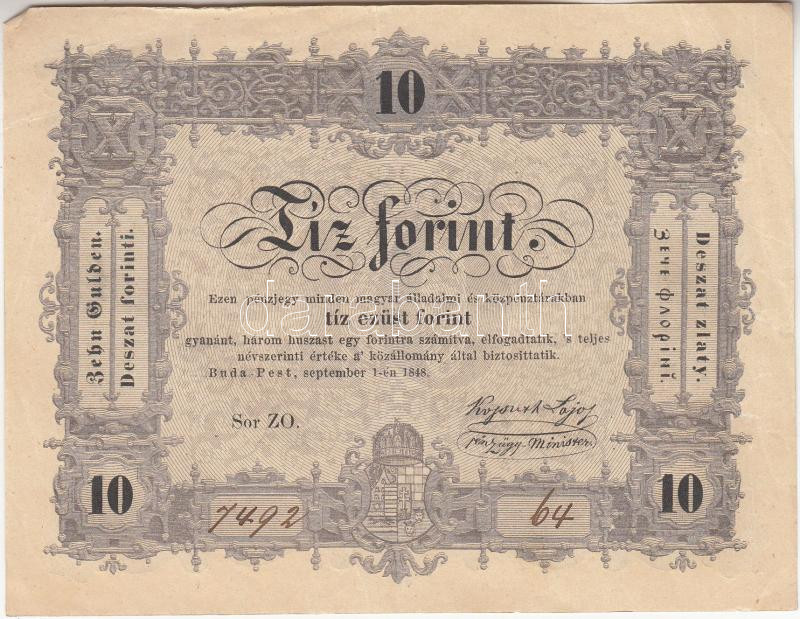 10
Tíz forint.
Ezen pénzjegy minden magyar álladalmi és közpénztárakban
tíz ezüst forint
gyanánt, három huszast egy forintra számítva, elfogadtatik, 's teljes
névszerinti értéke a' közállomány által biztosittatik.
Buda-Pest, september 1-én 1848.
Sor ZO.
Kossuth Lajos
pénzügy-Minister.
Zehn Gulden.
Deszat forinti.
Deszat zlaty.
10
7492
64
10
darabanth